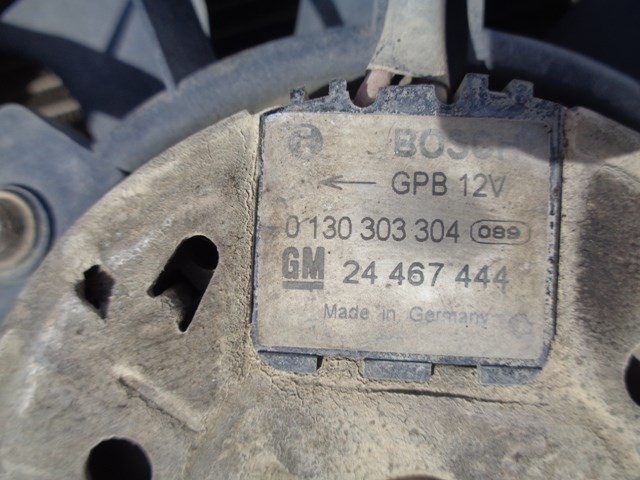 BOSCH
GPB 12V
0 130 303 304 089
GM 24 467 444
Made in Germany